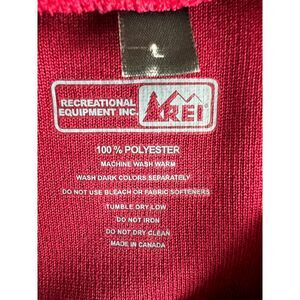 L
RECREATIONAL
EQUIPMENT INC.
REI
100% POLYESTER
MACHINE WASH WARM
WASH DARK COLORS SEPARATELY
DO NOT USE BLEACH OR FABRIC SOFTENERS
TUMBLE DRY LOW
DO NOT IRON
DO NOT DRY CLEAN
MADE IN CANADA